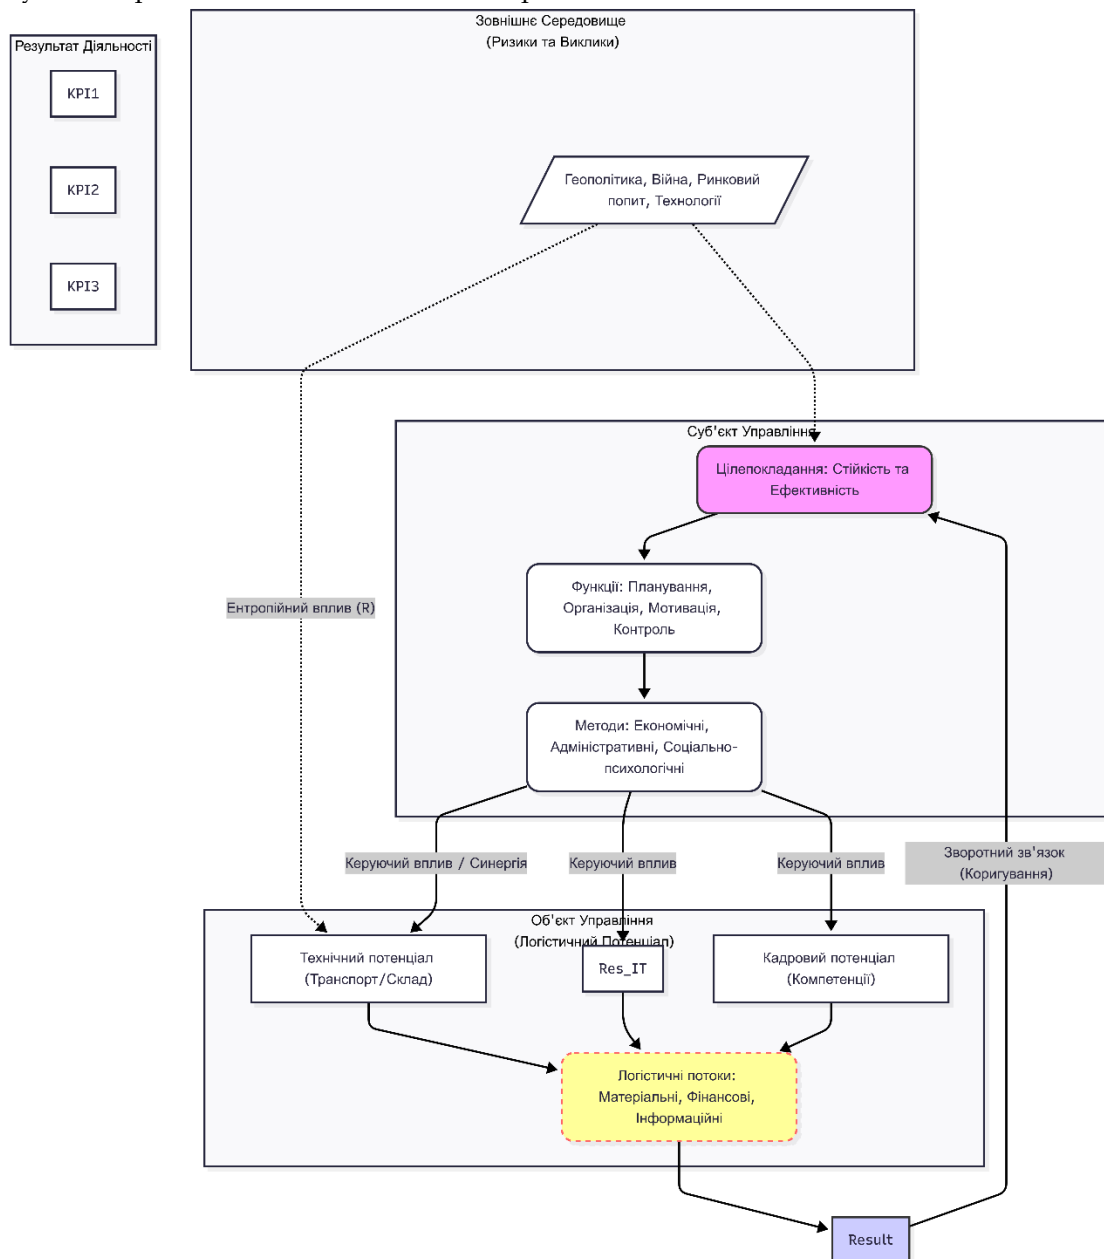 Зовнішнє Середовище
(Ризики та Виклики)
Результат Діяльності
KPI1
KPI2
KPI3
Геополітика, Війна, Ринковий
попит, Технології
Суб'єкт Управління
Цілепокладання: Стійкість та
Ефективність
Функції: Планування,
Організація, Мотивація,
Контроль
Ентропійний вплив (R)
Методи: Економічні,
Адміністративні, Соціально-
психологічні
Керуючий вплив / Синергія
Керуючий вплив
Керуючий вплив
Зворотний зв'язок
(Коригування)
Об'єкт Управління
(Логістичний Потенціал)
Технічний потенціал
(Транспорт/Склад)
Res_IT
Кадровий потенціал
(Компетенції)
Логістичні потоки:
Матеріальні, Фінансові,
Інформаційні
Result